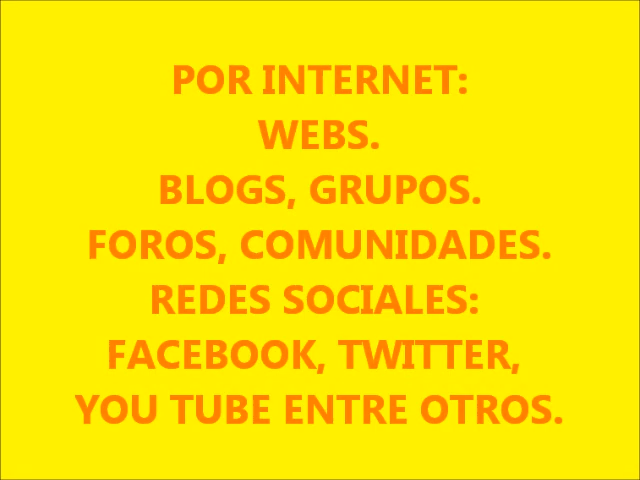 POR INTERNET:
WEBS.
BLOGS, GRUPOS.
FOROS, COMUNIDADES.
REDES SOCIALES:
FACEBOOK, TWITTER,
YOU TUBE ENTRE OTROS.